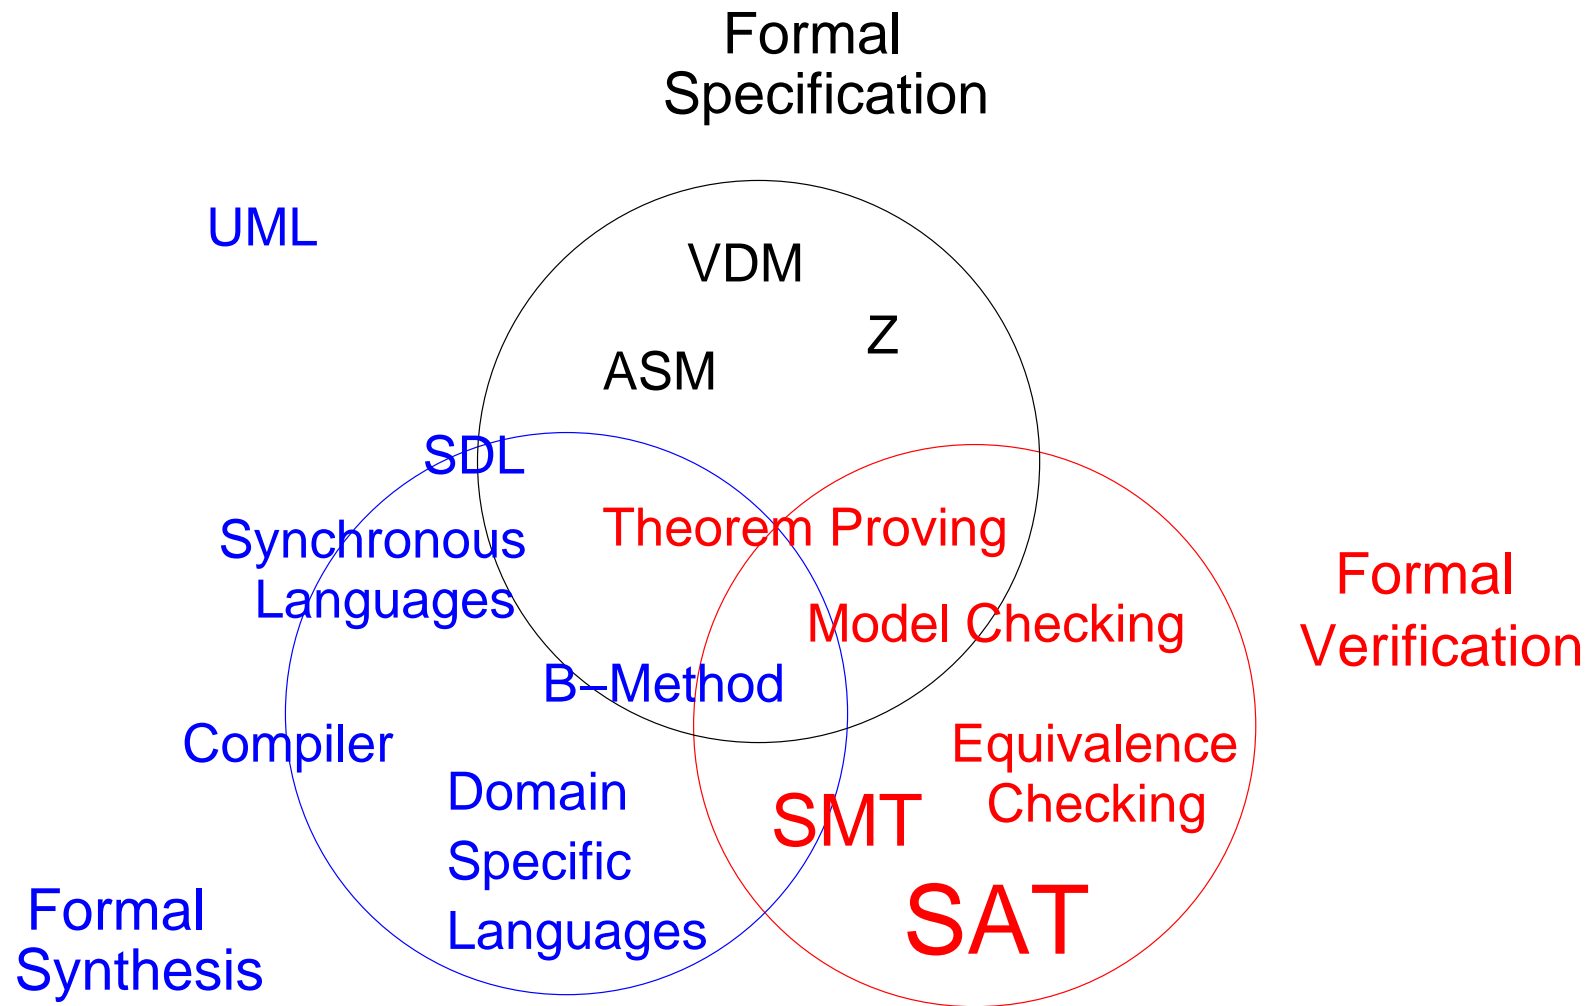 Formal
Specification
UML
VDM
Z
ASM
SDL
Theorem Proving
Synchronous
Languages
Formal
Verification
Model Checking
B–Method
Compiler
Equivalence
Checking
Domain
Specific
Languages
SMT
SAT
Formal
Synthesis